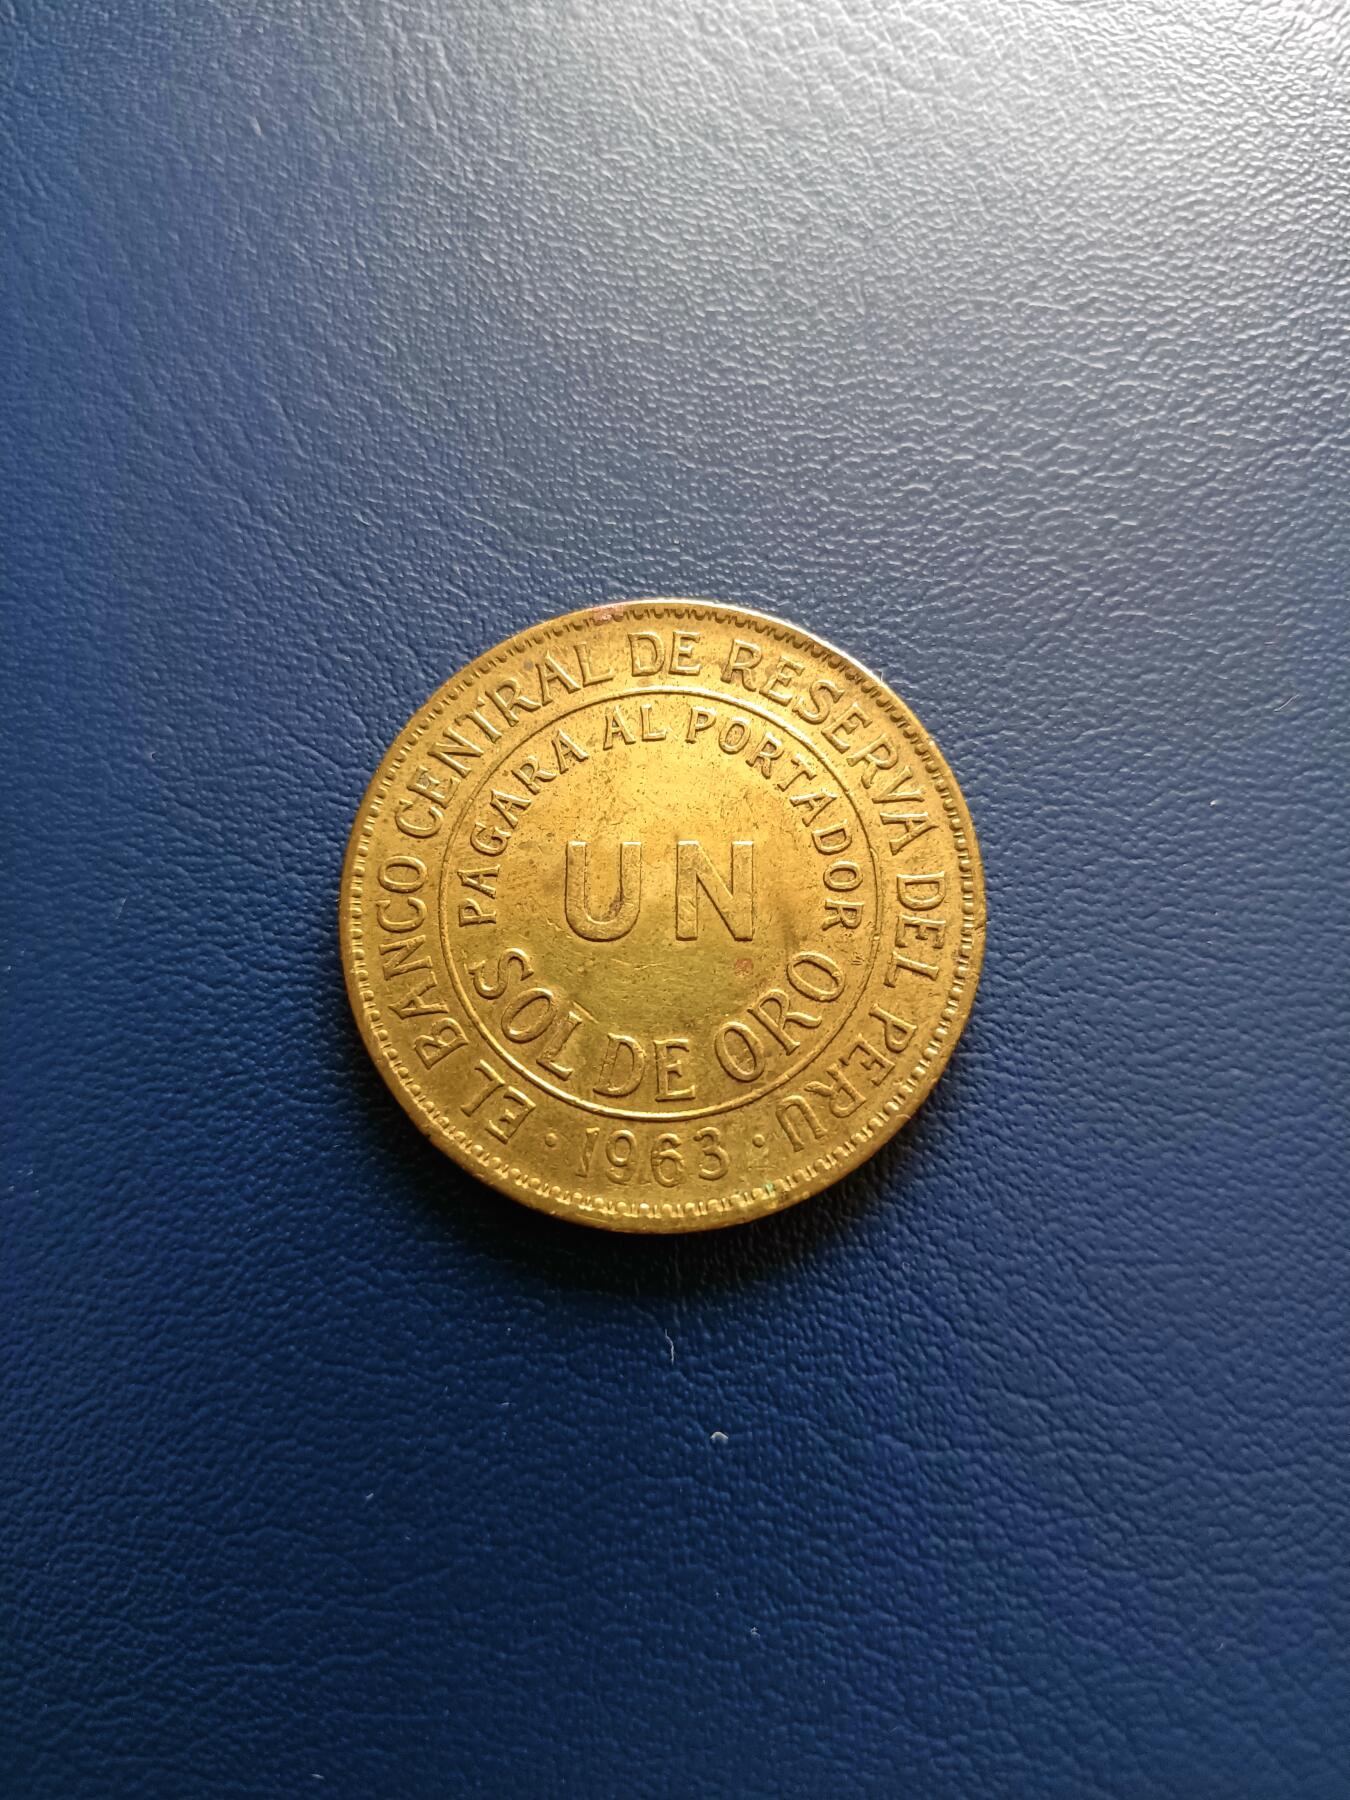 EL BANCO CENTRAL DE RESERVA DEL PERU
PAGARA AL PORTADOR
UN
SOL DE ORO
· 1963 ·